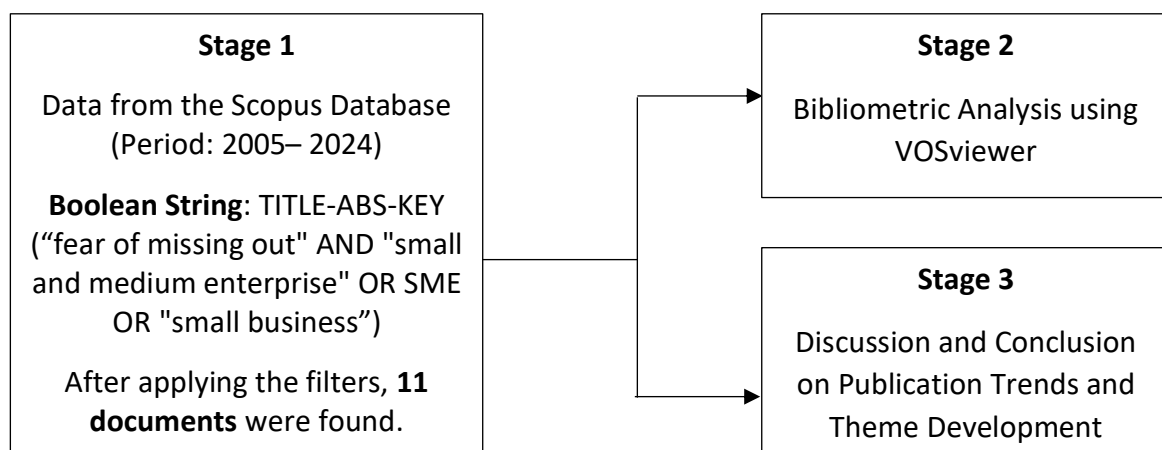 Stage 1
Data from the Scopus Database
(Period: 2005– 2024)
Boolean String: TITLE-ABS-KEY
(“fear of missing out" AND "small
and medium enterprise" OR SME
OR "small business”)
After applying the filters, 11
documents were found.
Stage 2
Bibliometric Analysis using
VOSviewer
Stage 3
Discussion and Conclusion
on Publication Trends and
Theme Development